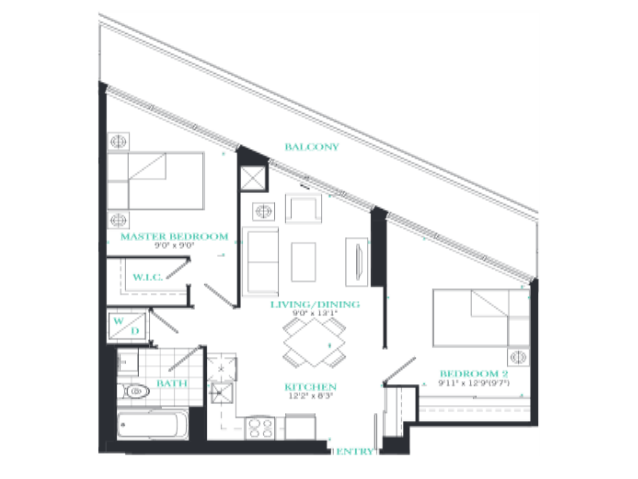 BALCONY
MASTER BEDROOM
9'0" x 9'0"
W.I.C.
LIVING/DINING
9'0" x 13'1"
W
D
BATH
KITCHEN
12'2" x 8'3"
BEDROOM 2
9'11" x 12'9"(9'7")
ENTRY